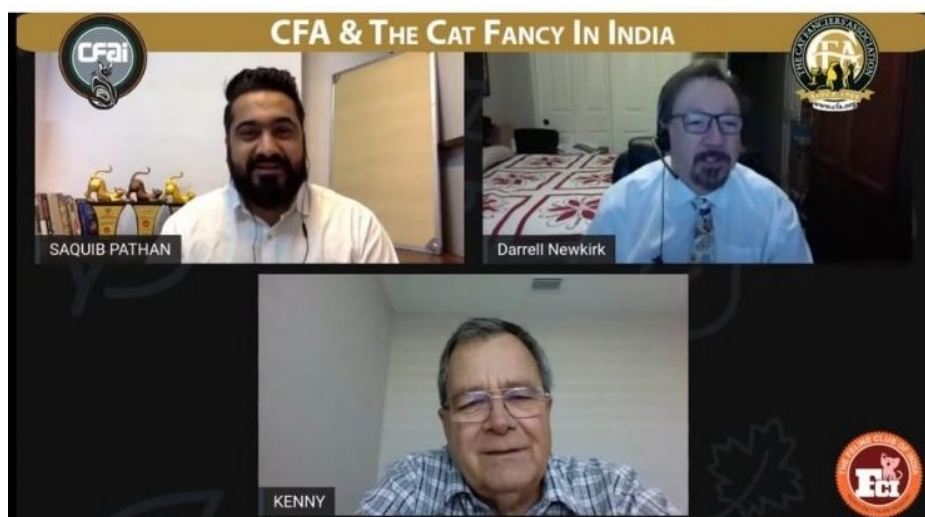 CFA & THE CAT FANCY IN INDIA
CFAI
THE CAT FANCIERS' ASSOCIATION
CFA
www.cfa.org
SAQUIB PATHAN
Darrell Newkirk
KENNY
THE FELINE CLUB OF INDIA
FCI